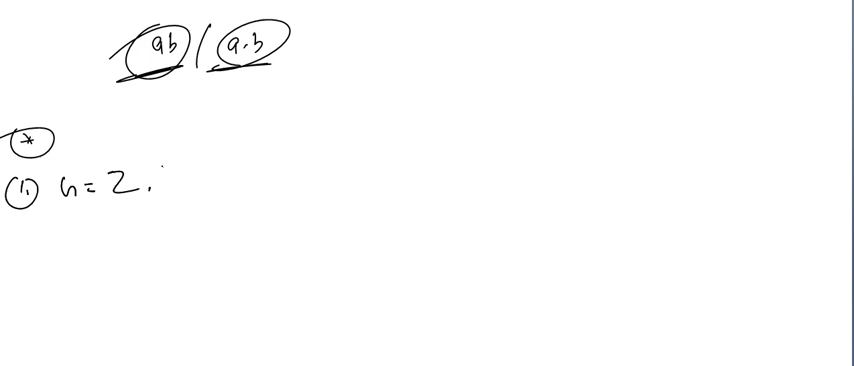 ab / a.b
*
1. n = 2.